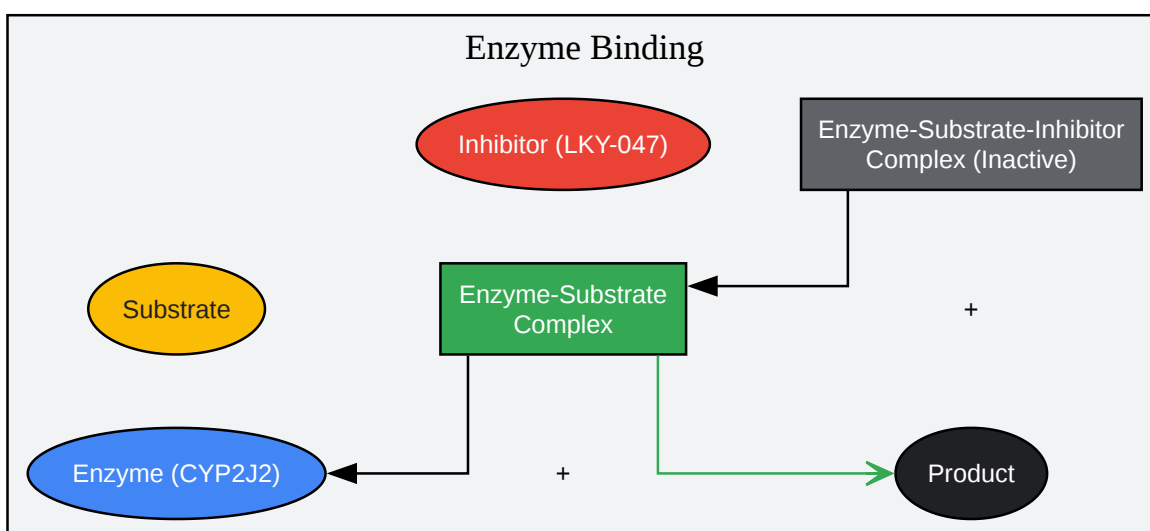 Enzyme Binding
Inhibitor (LKY-047)
Enzyme-Substrate-Inhibitor
Complex (Inactive)
Substrate
Enzyme-Substrate
Complex
+
Enzyme (CYP2J2)
+
Product